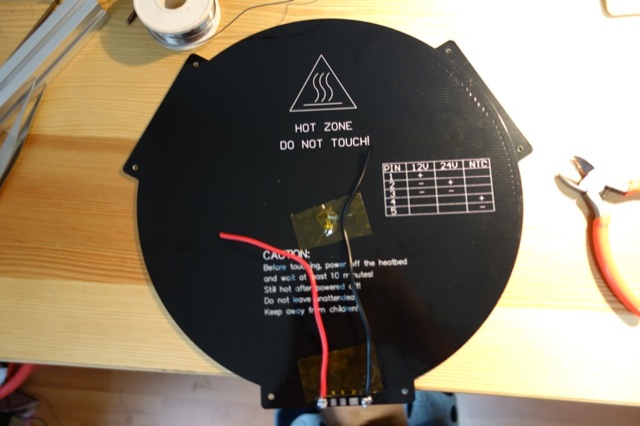 HOT ZONE
DO NOT TOUCH!
PIN 12V 24V NTC
1 +
2 - +
3 - -
4 +
5 -
CAUTION:
Before touching, power off the heatbed
and wait at least 10 minutes!
Still hot after powered off!
Do not leave unattended.
Keep away from children!